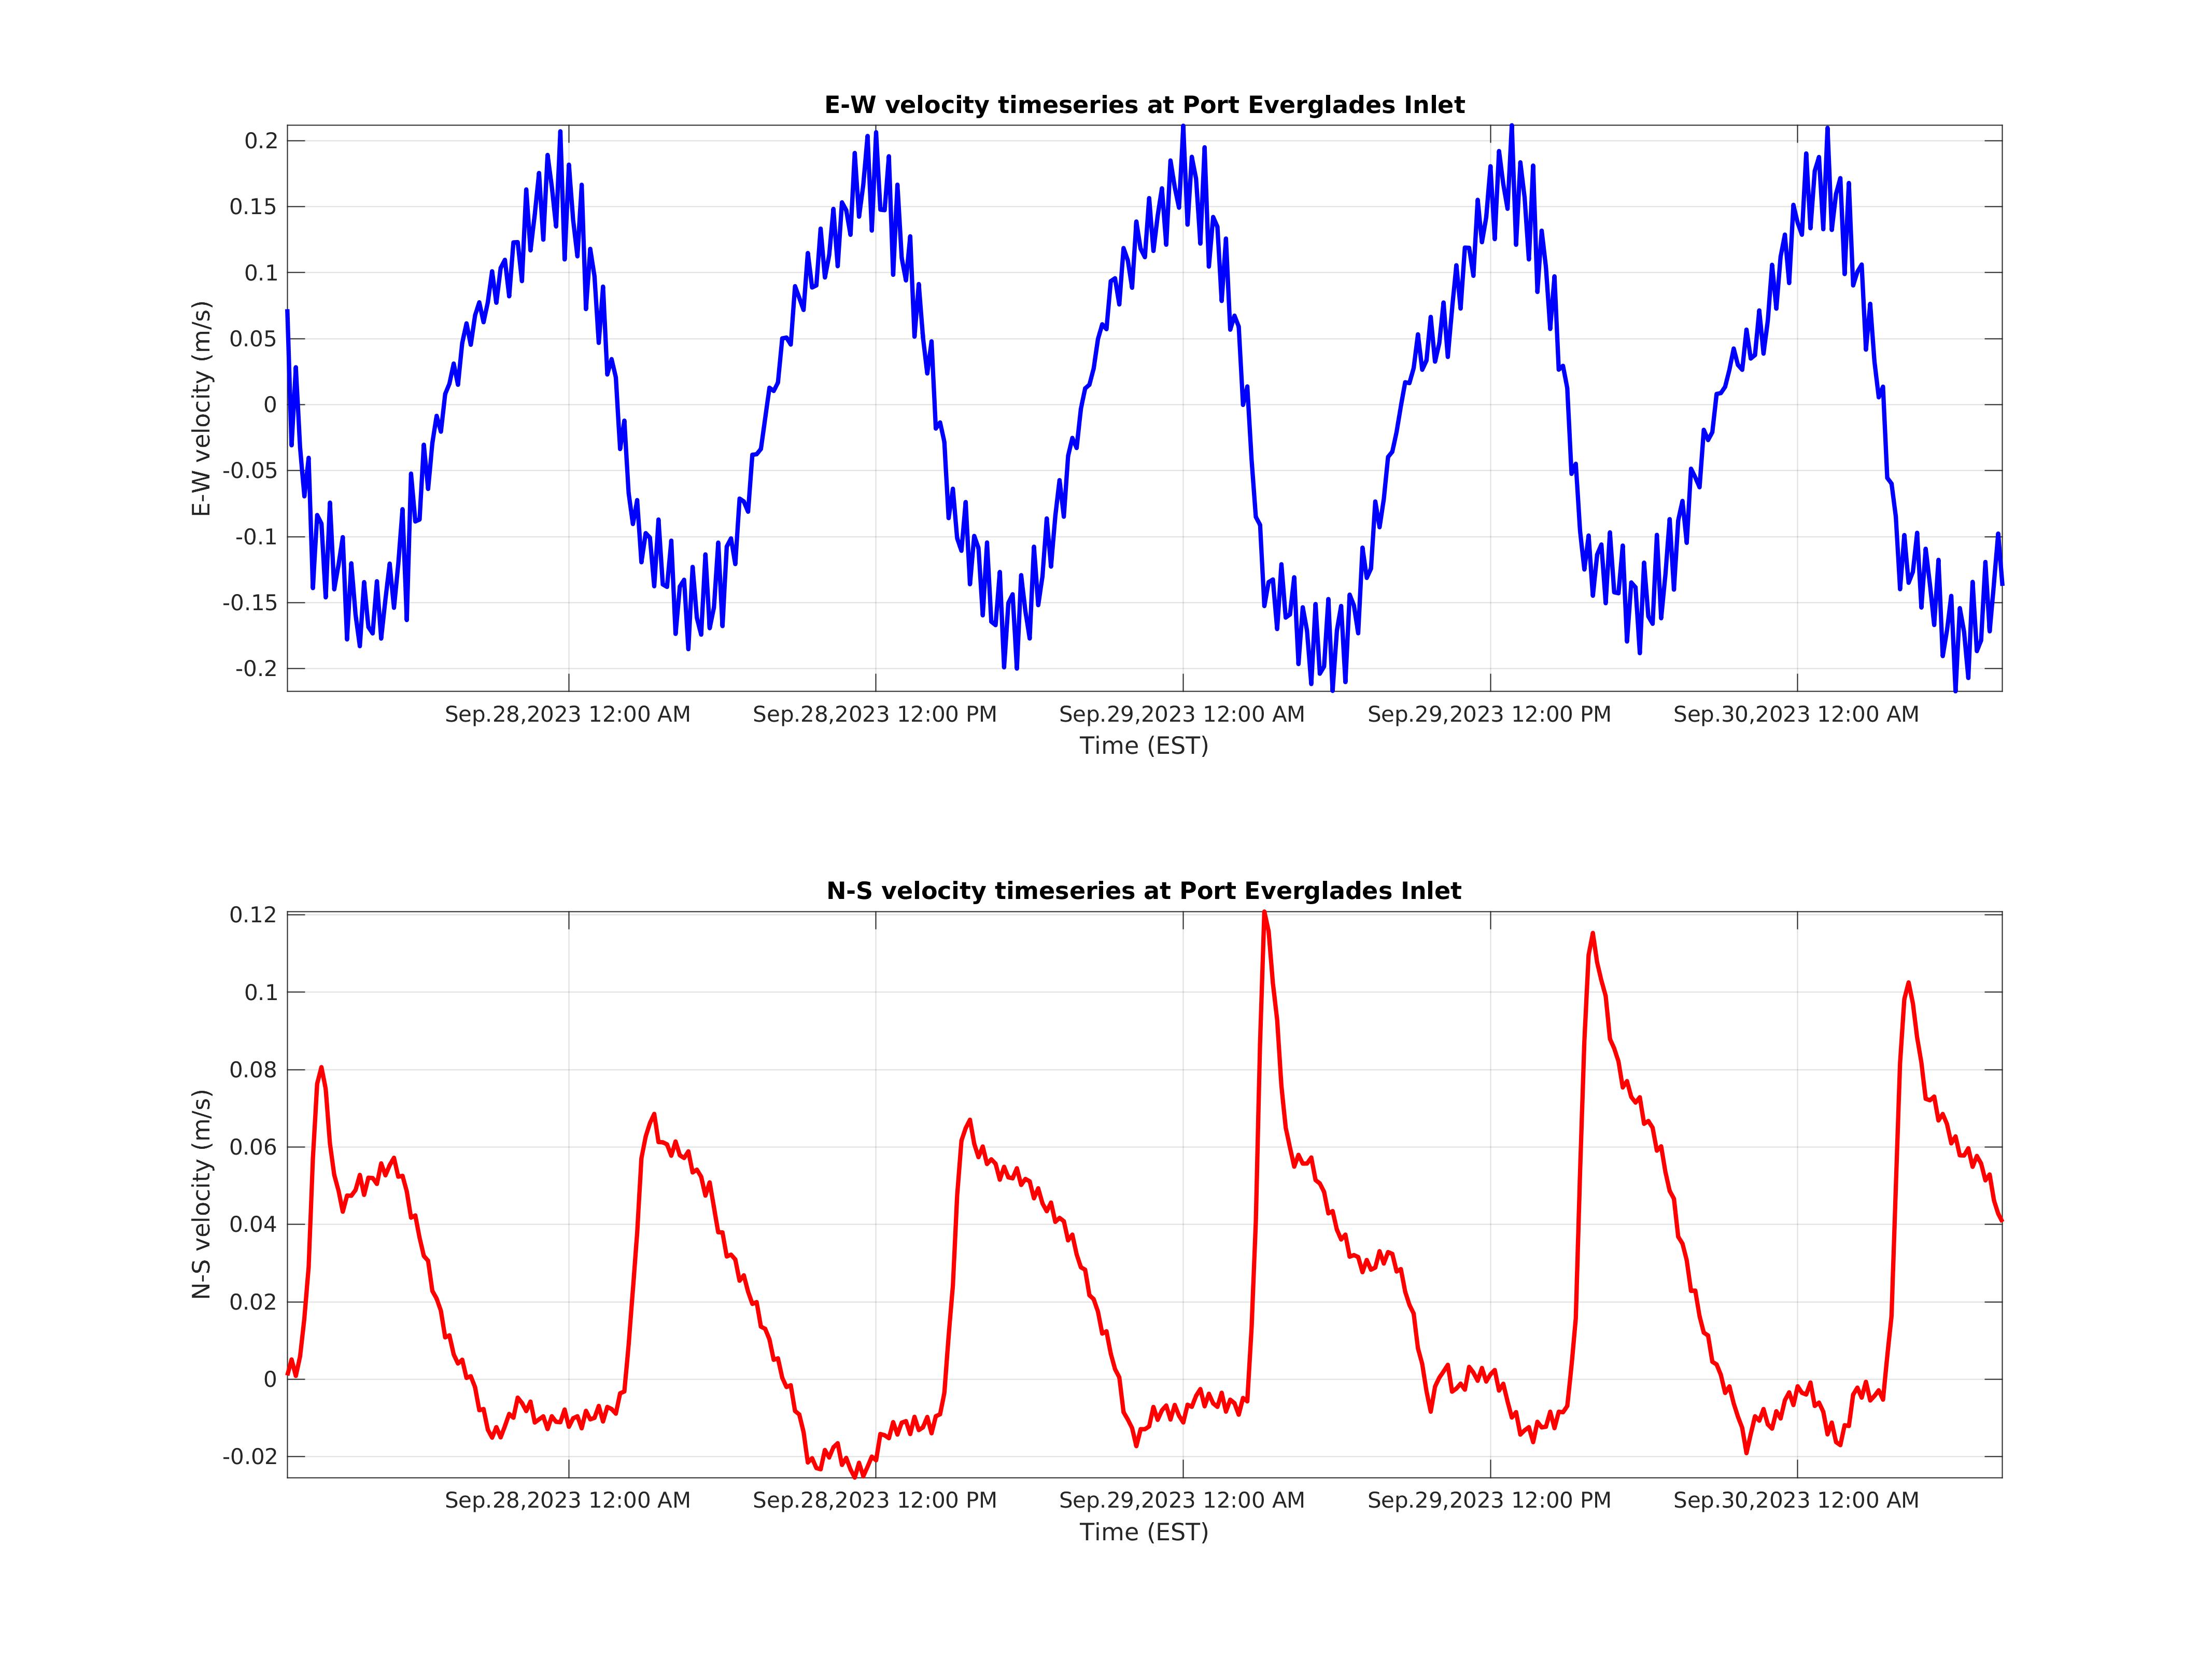 E-W velocity timeseries at Port Everglades Inlet
0.2
0.15
0.1
0.05
0
-0.05
-0.1
-0.15
-0.2
E-W velocity (m/s)
Sep.28,2023 12:00 AM Sep.28,2023 12:00 PM Sep.29,2023 12:00 AM Sep.29,2023 12:00 PM Sep.30,2023 12:00 AM
Time (EST)
N-S velocity timeseries at Port Everglades Inlet
0.12
0.1
0.08
0.06
0.04
0.02
0
-0.02
N-S velocity (m/s)
Sep.28,2023 12:00 AM Sep.28,2023 12:00 PM Sep.29,2023 12:00 AM Sep.29,2023 12:00 PM Sep.30,2023 12:00 AM
Time (EST)